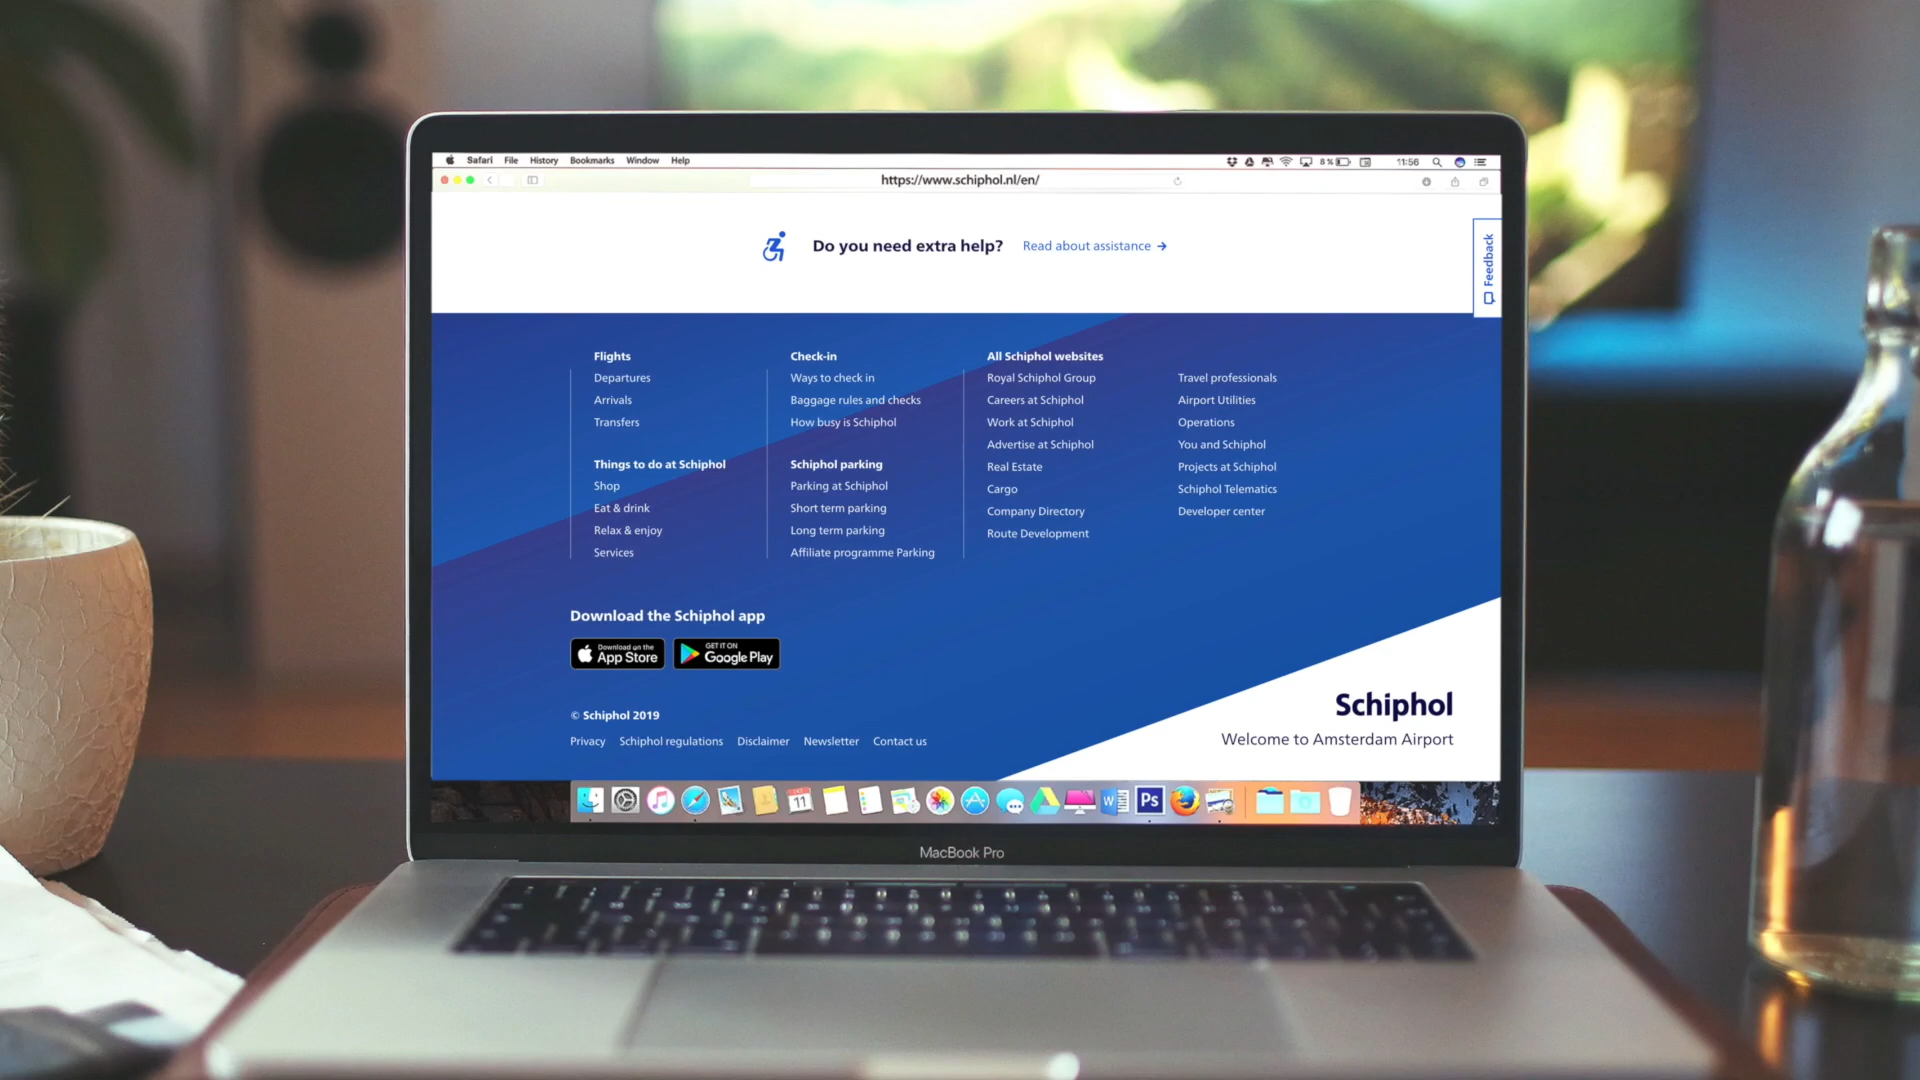 Safari File History Bookmarks Window Help 8% 11:56
https://www.schiphol.nl/en/
Do you need extra help? Read about assistance →
Feedback
Flights
Departures
Arrivals
Transfers
Things to do at Schiphol
Shop
Eat & drink
Relax & enjoy
Services
Check-in
Ways to check in
Baggage rules and checks
How busy is Schiphol
Schiphol parking
Parking at Schiphol
Short term parking
Long term parking
Affiliate programme Parking
All Schiphol websites
Royal Schiphol Group
Careers at Schiphol
Work at Schiphol
Advertise at Schiphol
Real Estate
Cargo
Company Directory
Route Development
Travel professionals
Airport Utilities
Operations
You and Schiphol
Projects at Schiphol
Schiphol Telematics
Developer center
Download the Schiphol app
Download on the
App Store
GET IT ON
Google Play
© Schiphol 2019
Privacy Schiphol regulations Disclaimer Newsletter Contact us
Schiphol
Welcome to Amsterdam Airport
11
W
Ps
MacBook Pro